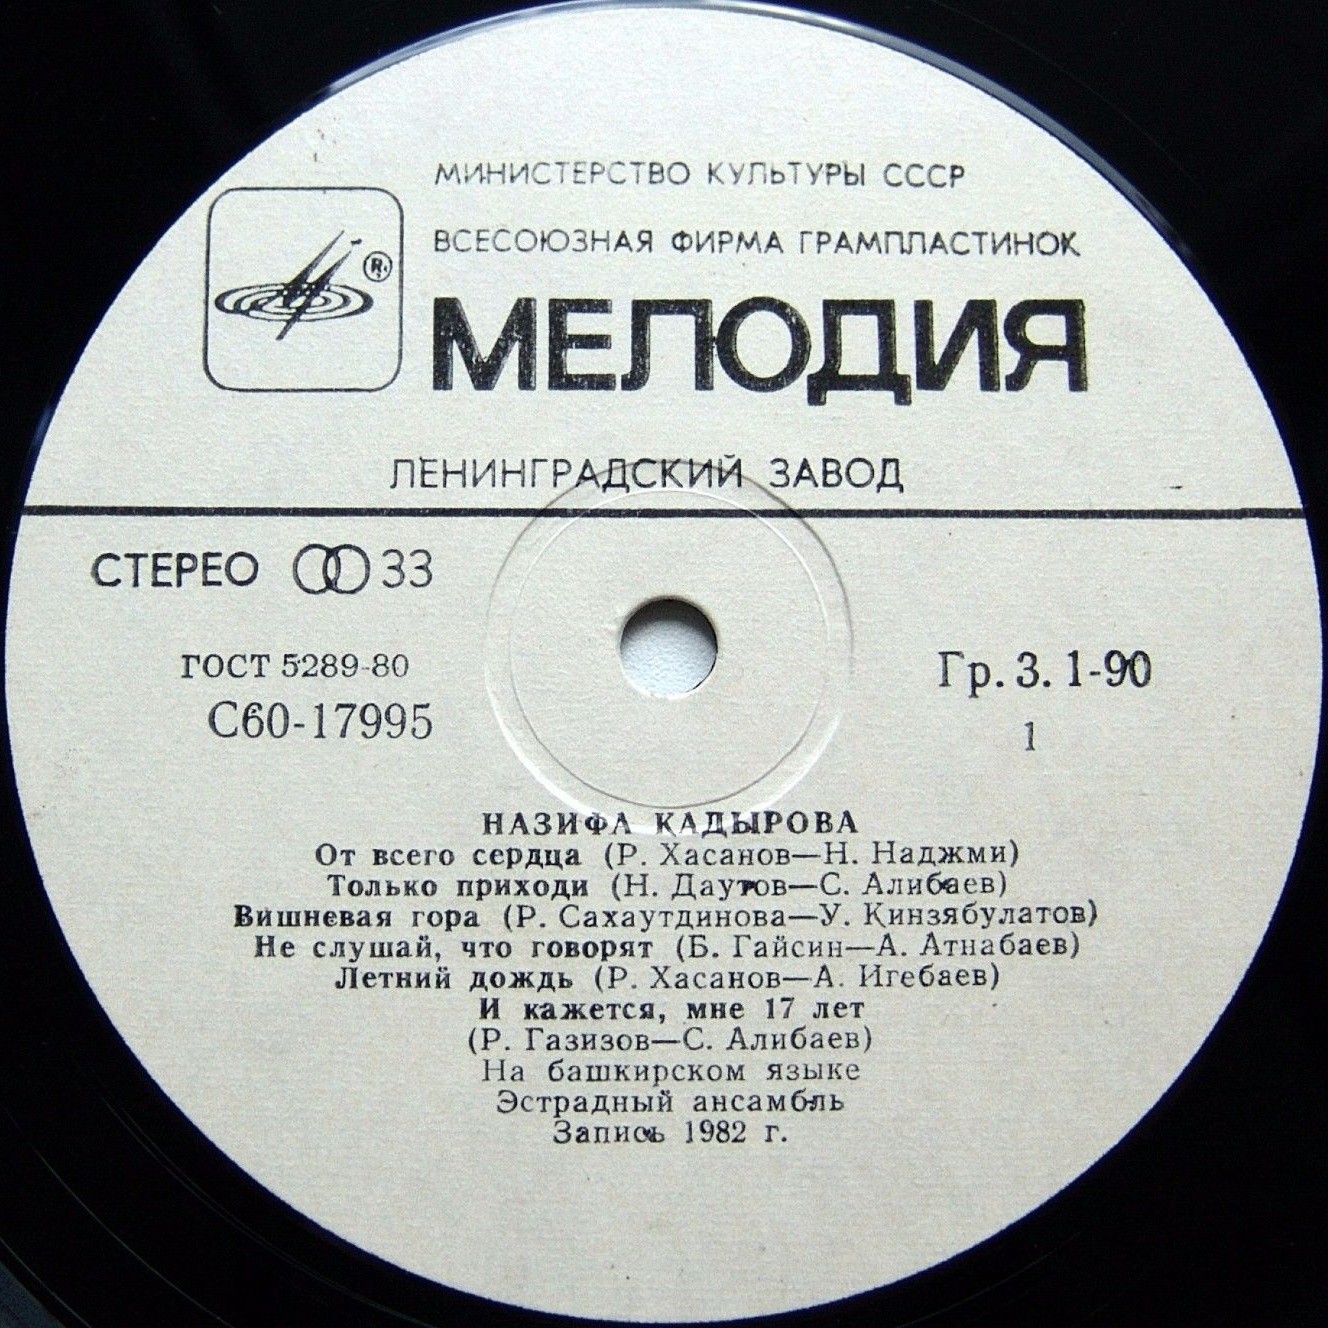 МИНИСТЕРСТВО КУЛЬТУРЫ СССР
ВСЕСОЮЗНАЯ ФИРМА ГРАМПЛАСТИНОК
®
МЕЛОДИЯ
ЛЕНИНГРАДСКИЙ ЗАВОД
СТЕРЕО 33
ГОСТ 5289-80
С60-17995
Гр. 3. 1-90
1
НАЗИФА КАДЫРОВА
От всего сердца (Р. Хасанов—Н. Наджми)
Только приходи (Н. Даутов—С. Алибаев)
Вишневая гора (Р. Сахаутдинова—У. Кинзябулатов)
Не слушай, что говорят (Б. Гайсин—А. Атнабаев)
Летний дождь (Р. Хасанов—А. Игебаев)
И кажется, мне 17 лет
(Р. Газизов—С. Алибаев)
На башкирском языке
Эстрадный ансамбль
Запись 1982 г.